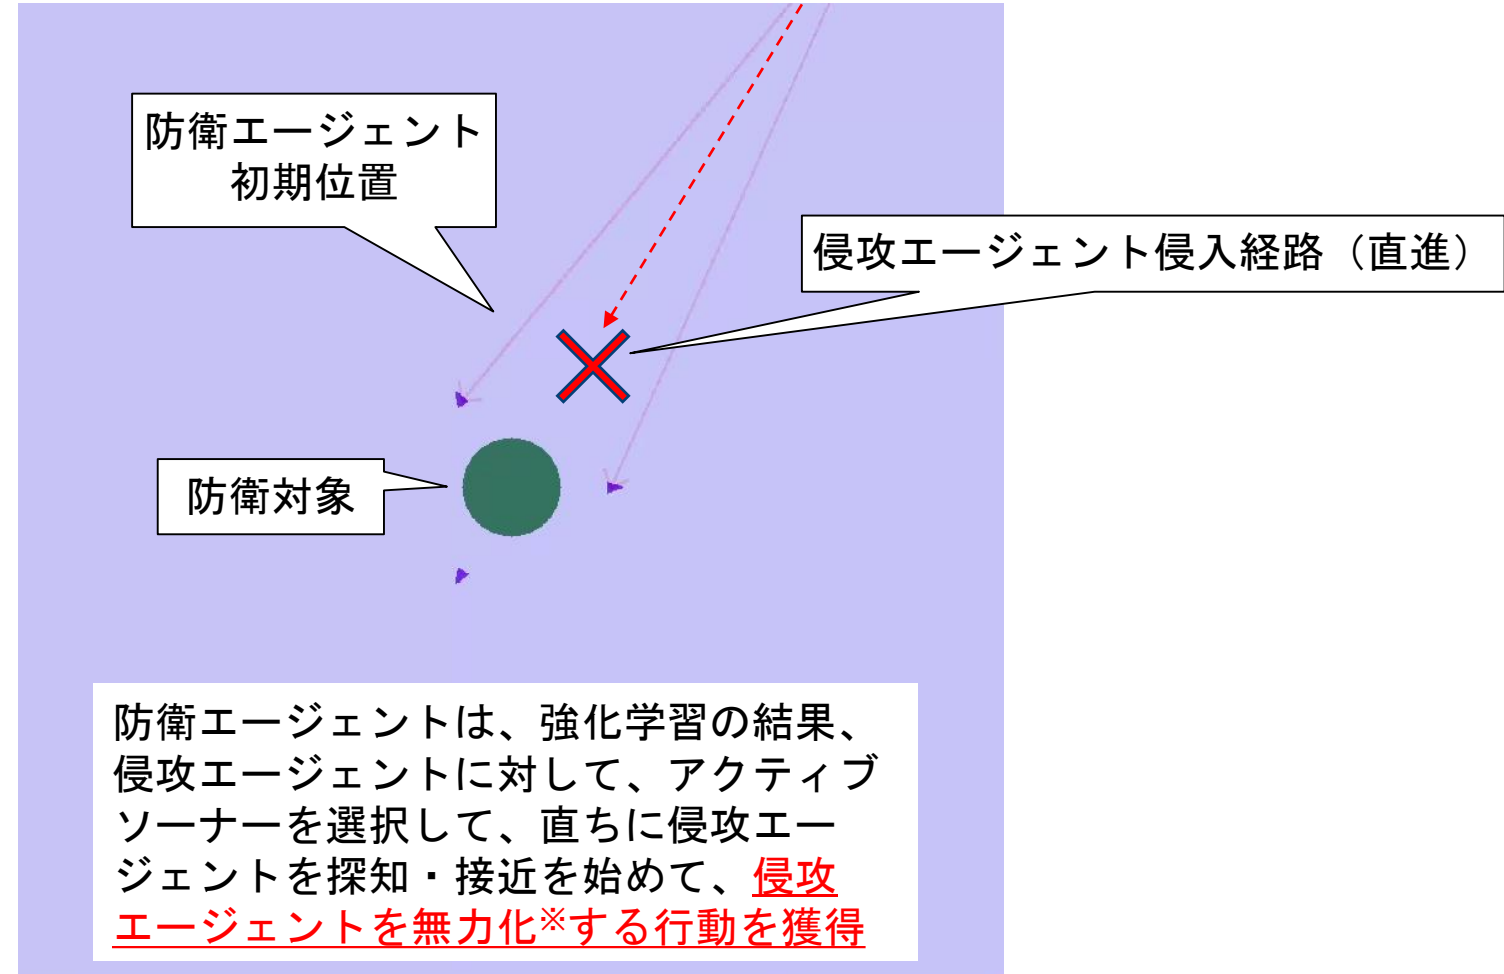 防衛エージェント
初期位置
侵攻エージェント侵入経路（直進）
防衛対象
防衛エージェントは、強化学習の結果、
侵攻エージェントに対して、アクティブ
ソーナーを選択して、直ちに侵攻エー
ジェントを探知・接近を始めて、侵攻
エージェントを無力化※する行動を獲得